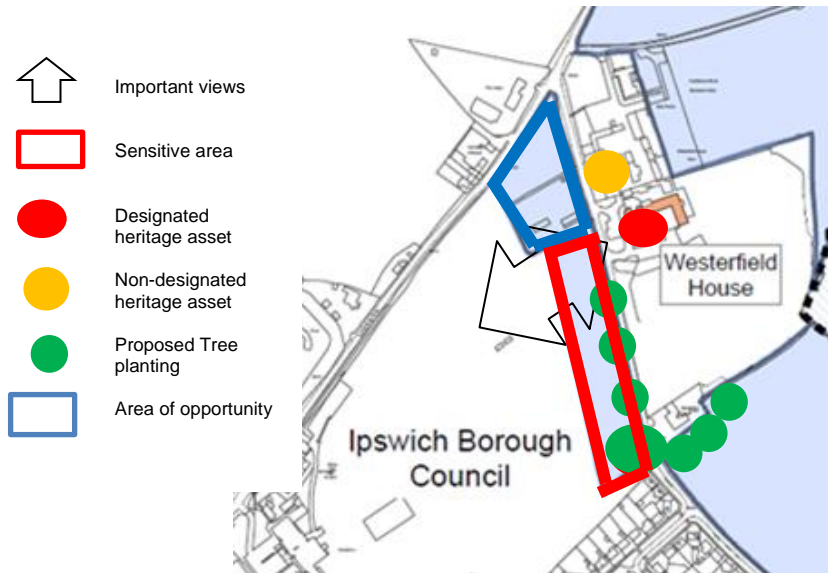 Important views
Sensitive area
Designated
heritage asset
Non-designated
heritage asset
Proposed Tree
planting
Area of opportunity
Westerfield
House
Ipswich Borough
Council